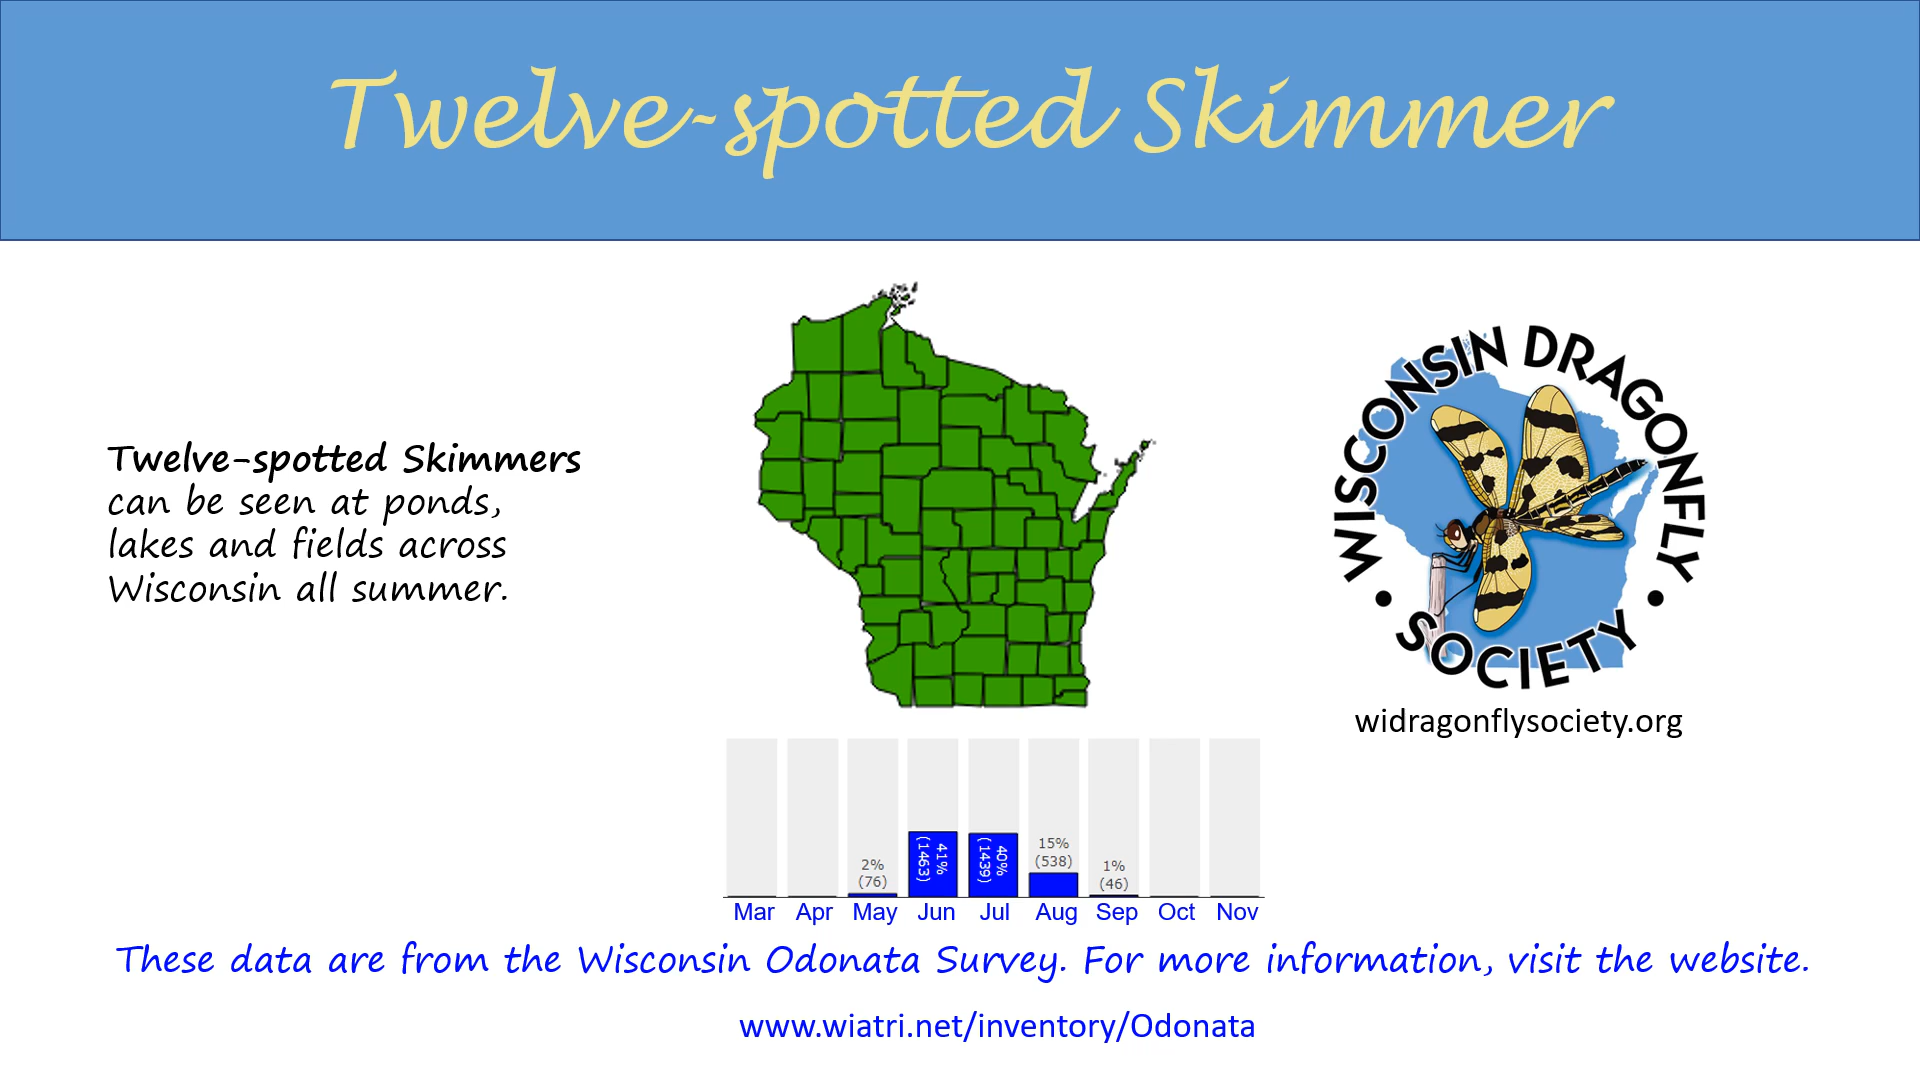 Twelve-spotted Skimmer
Twelve-spotted Skimmers
can be seen at ponds,
lakes and fields across
Wisconsin all summer.
WISCONSIN DRAGONFLY
• SOCIETY •
widragonflysociety.org
2%
(76)
41%
(1463)
40%
(1439)
15%
(538)
1%
(46)
Mar Apr May Jun Jul Aug Sep Oct Nov
These data are from the Wisconsin Odonata Survey. For more information, visit the website.
www.wiatri.net/inventory/Odonata